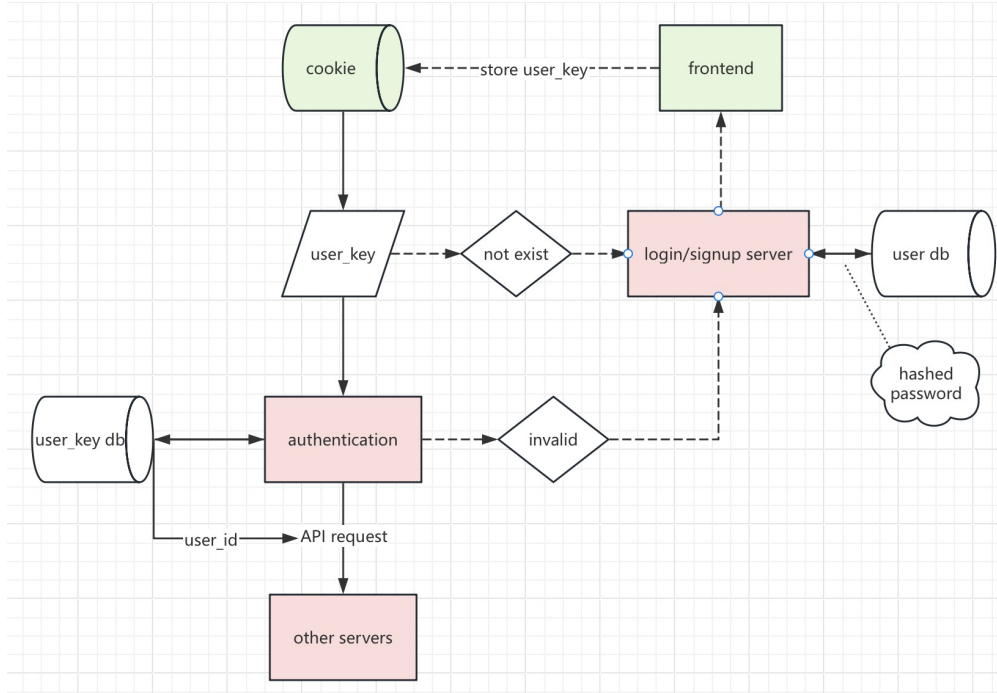 cookie
store user_key
frontend
user_key
not exist
login/signup server
user db
hashed
password
user_key db
authentication
invalid
user_id
API request
other servers